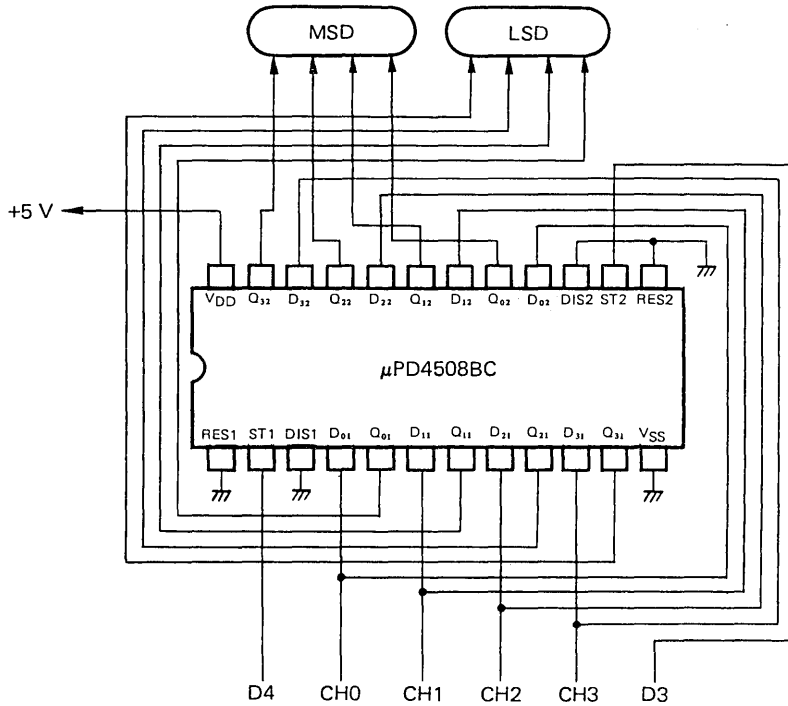 MSD LSD
+5 V
VDD Q32 D32 Q22 D22 Q12 D12 Q02 D02 DIS2 ST2 RES2
μPD4508BC
RES1 ST1 DIS1 D01 Q01 D11 Q11 D21 Q21 D31 Q31 VSS
D4 CH0 CH1 CH2 CH3 D3